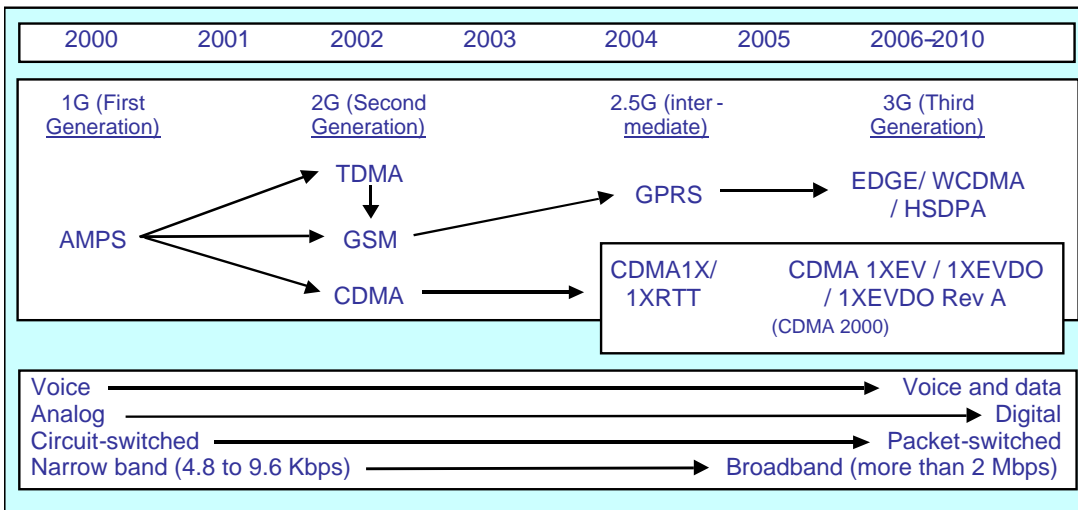 2000 2001 2002 2003 2004 2005 2006–2010
1G (First
Generation)
2G (Second
Generation)
2.5G (inter-
mediate)
3G (Third
Generation)
TDMA
AMPS
GSM
CDMA
GPRS
EDGE/ WCDMA
/ HSDPA
CDMA1X/
1XRTT
CDMA 1XEV / 1XEVDO
/ 1XEVDO Rev A
(CDMA 2000)
Voice Voice and data
Analog Digital
Circuit-switched Packet-switched
Narrow band (4.8 to 9.6 Kbps) Broadband (more than 2 Mbps)